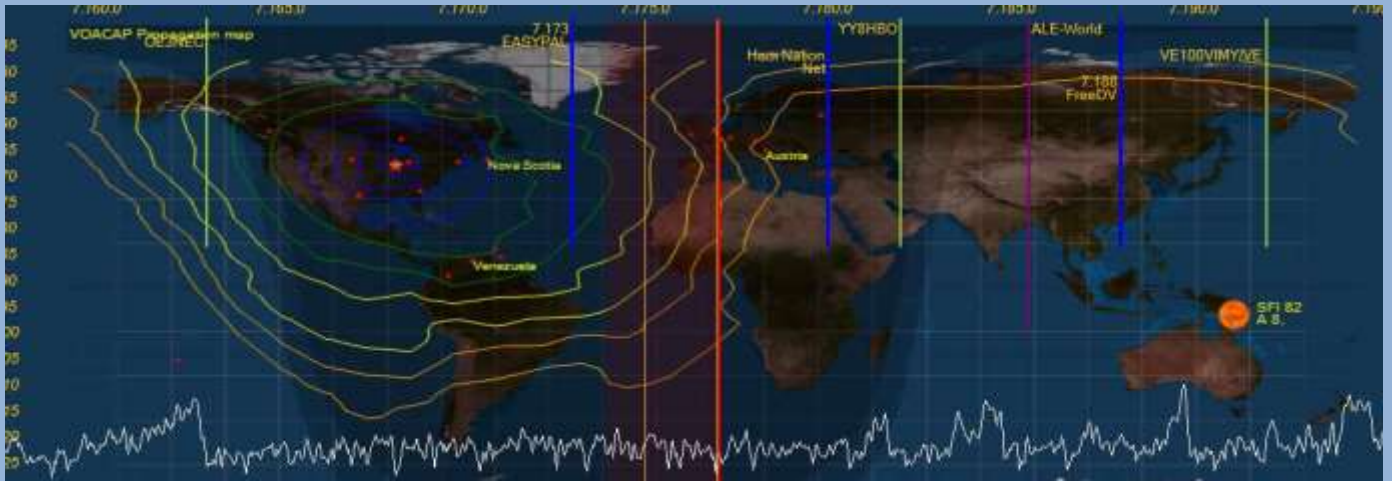 7.160.0 7.165.0 7.170.0 7.175.0 7.180.0 7.185.0 7.190.0
VOACAP Propagation map
7.173
EASYPAL
YY8HBO
ALE-World
Ham Nation
Net
VE100VIMY/VE
7.188
FreeDV
Nova Scotia
Austria
Venezuela
SFI 82
A 8,